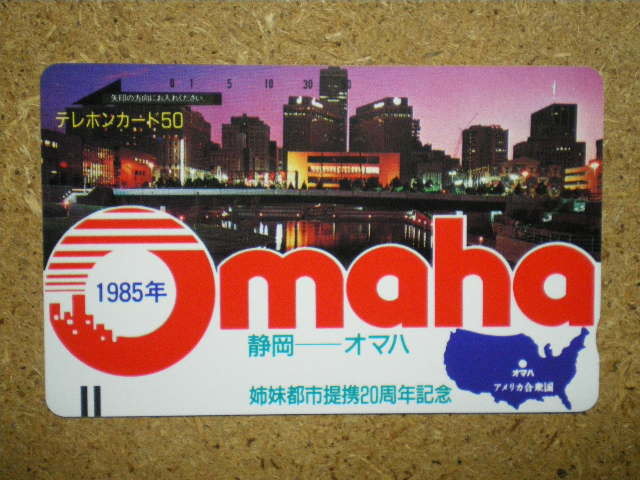 0 1 5 10 30 50
矢印の方向にお入れください
テレホンカード50
Omaha
1985年
静岡——オマハ
オマハ
アメリカ合衆国
姉妹都市提携20周年記念